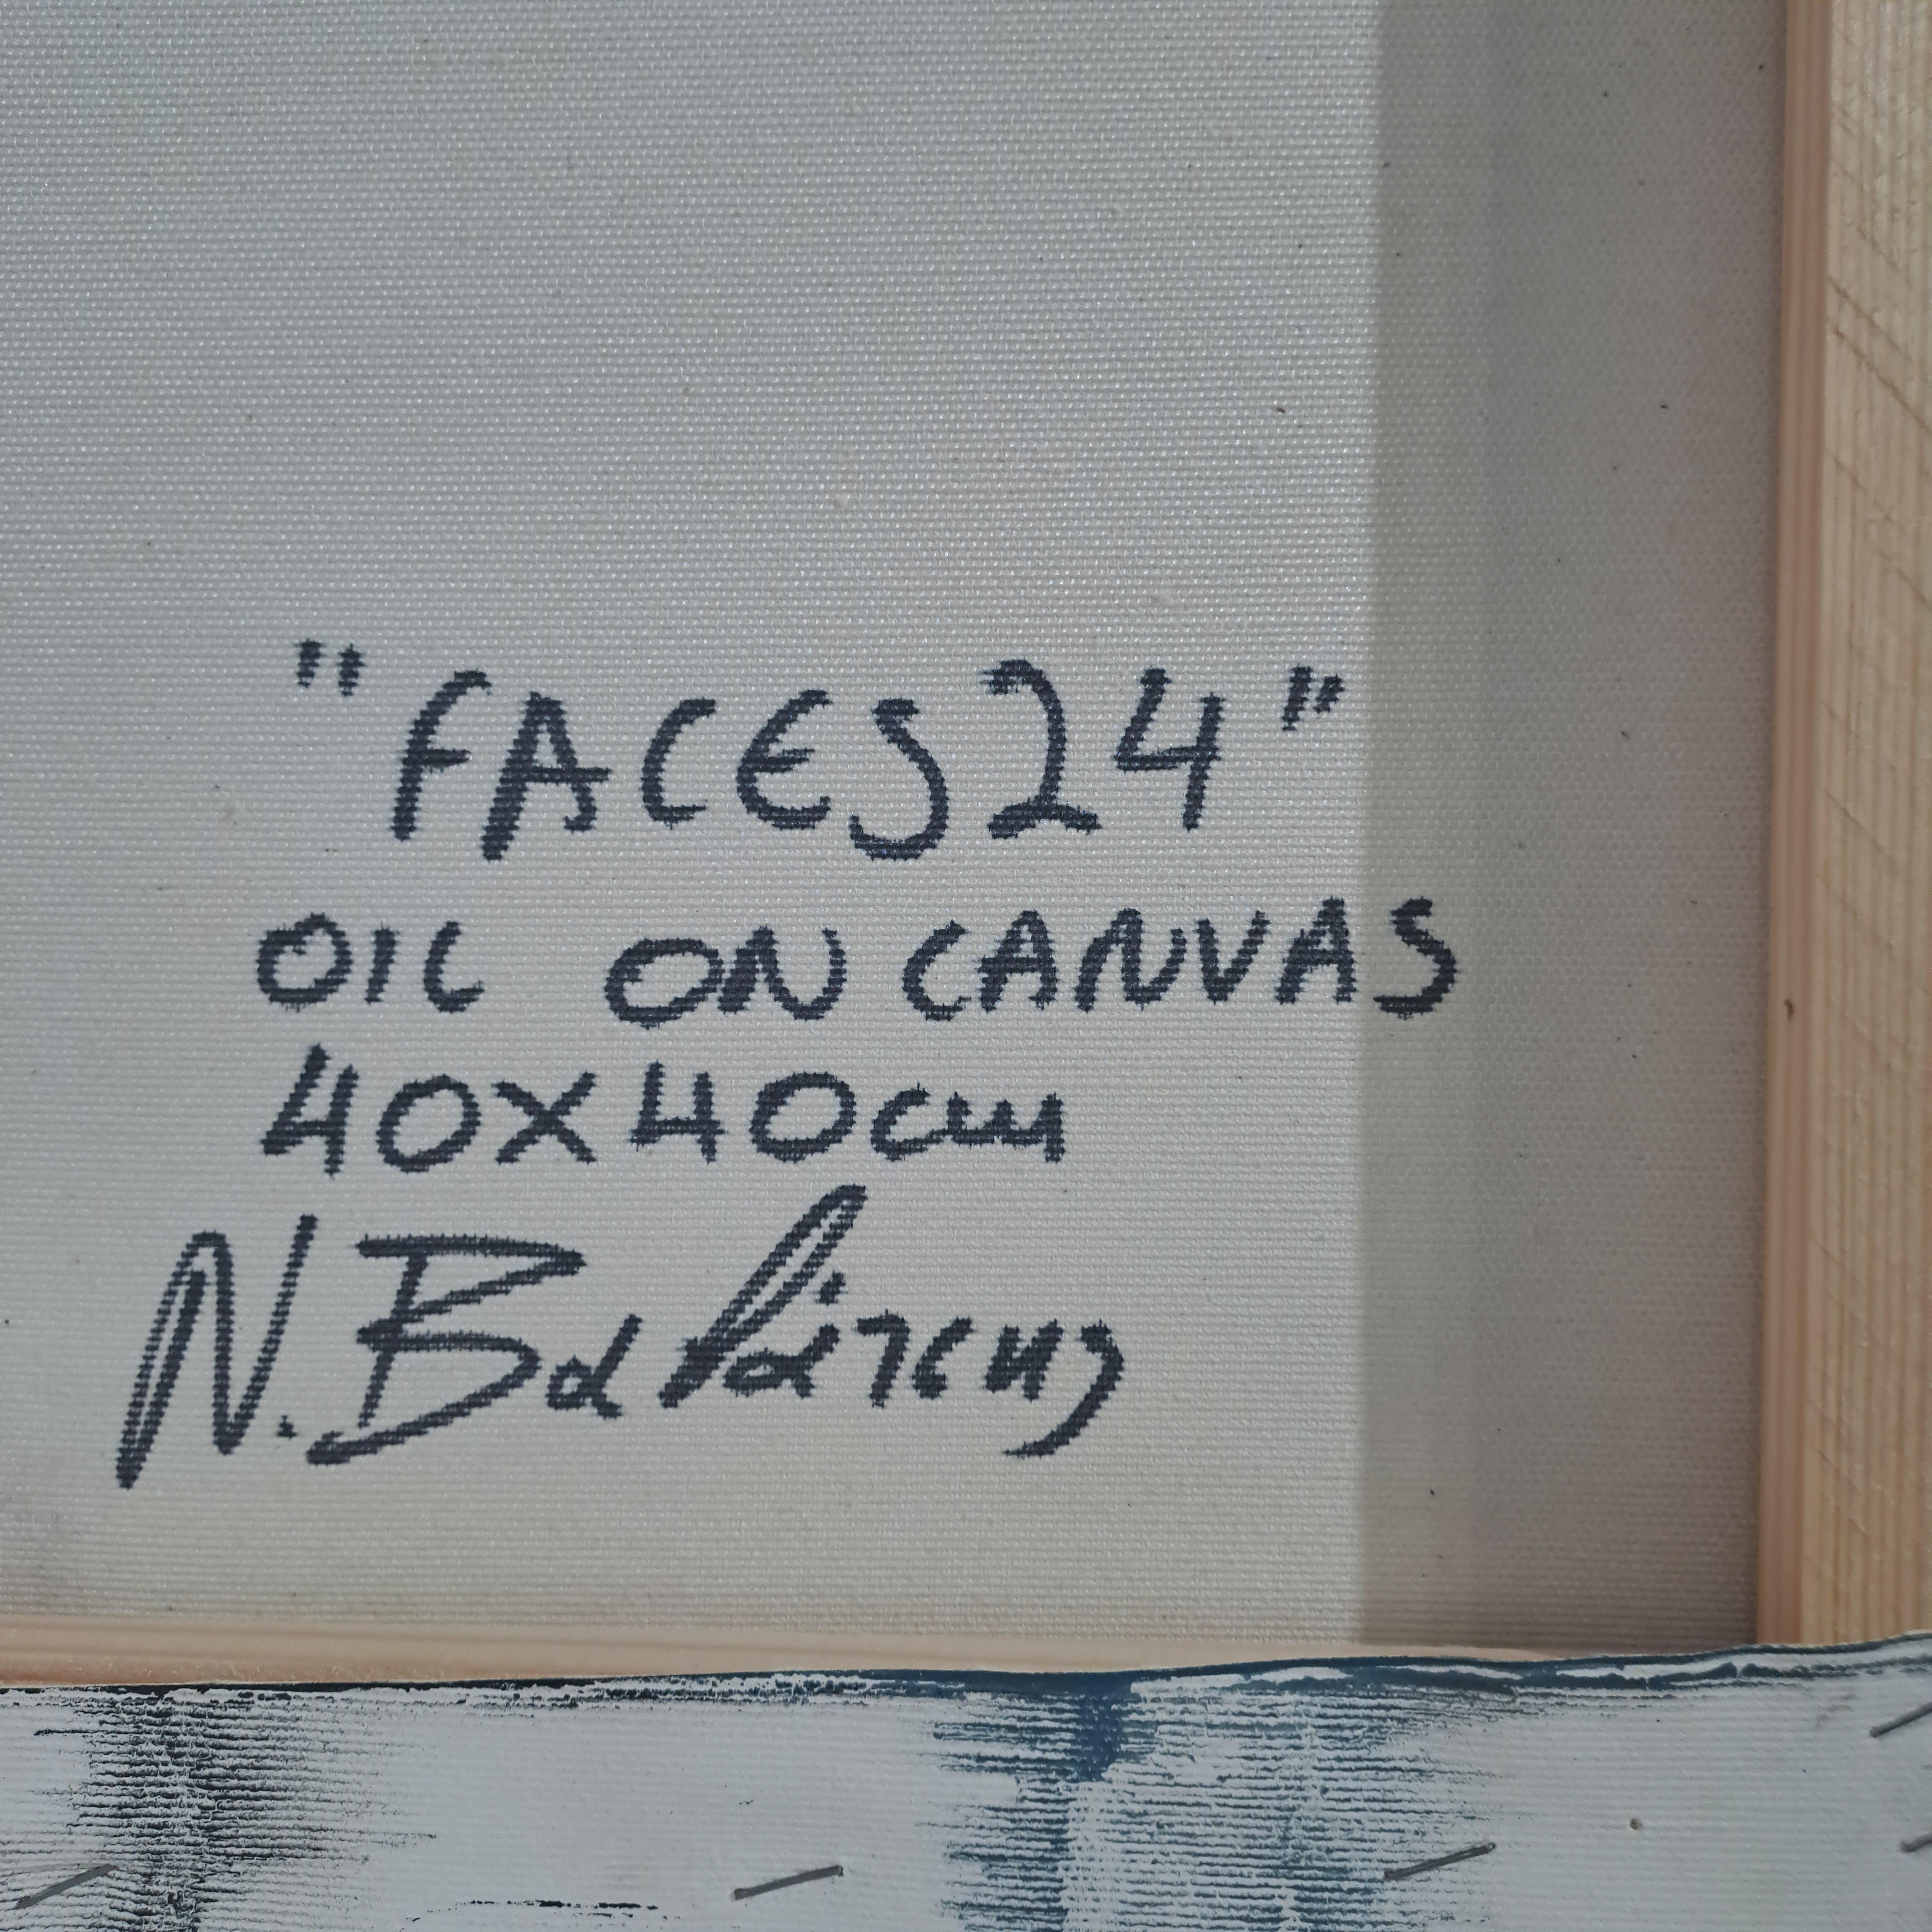 "FACES24"
OIL ON CANVAS
40X40cm
N.